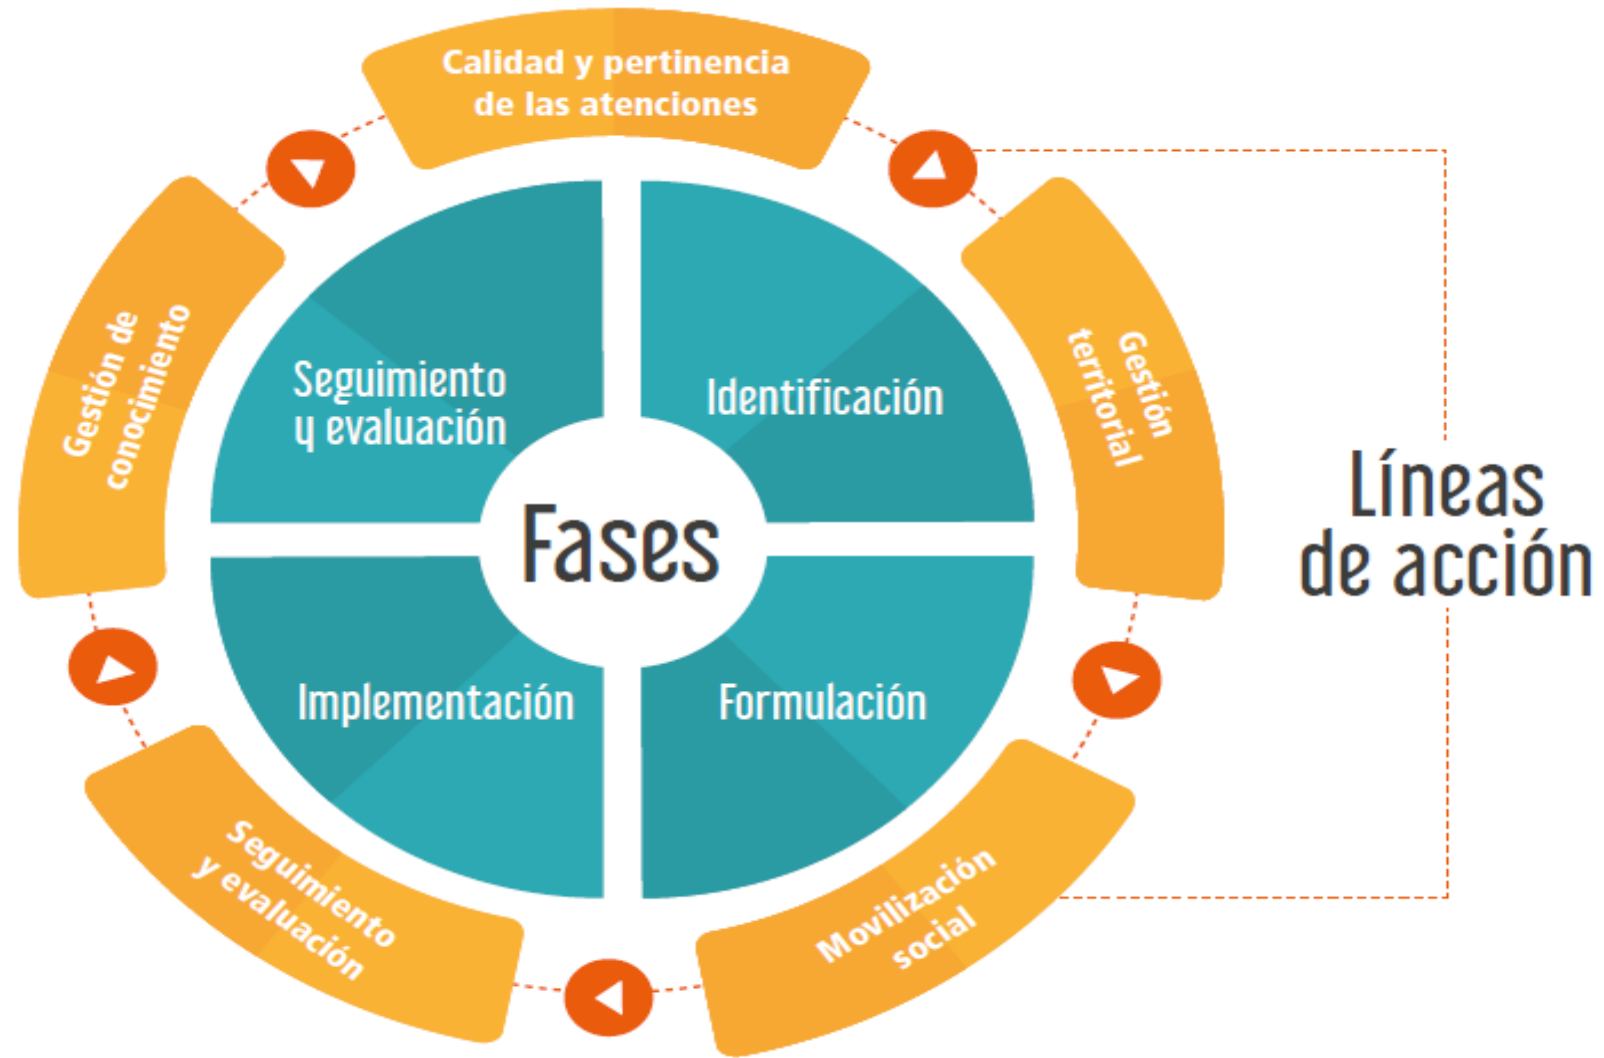 Calidad y pertinencia
de las atenciones
Gestión
territorial
Movilización
social
Seguimiento
y evaluación
Gestión de
conocimiento
Seguimiento
y evaluación
Identificación
Fases
Implementación
Formulación
Líneas
de acción